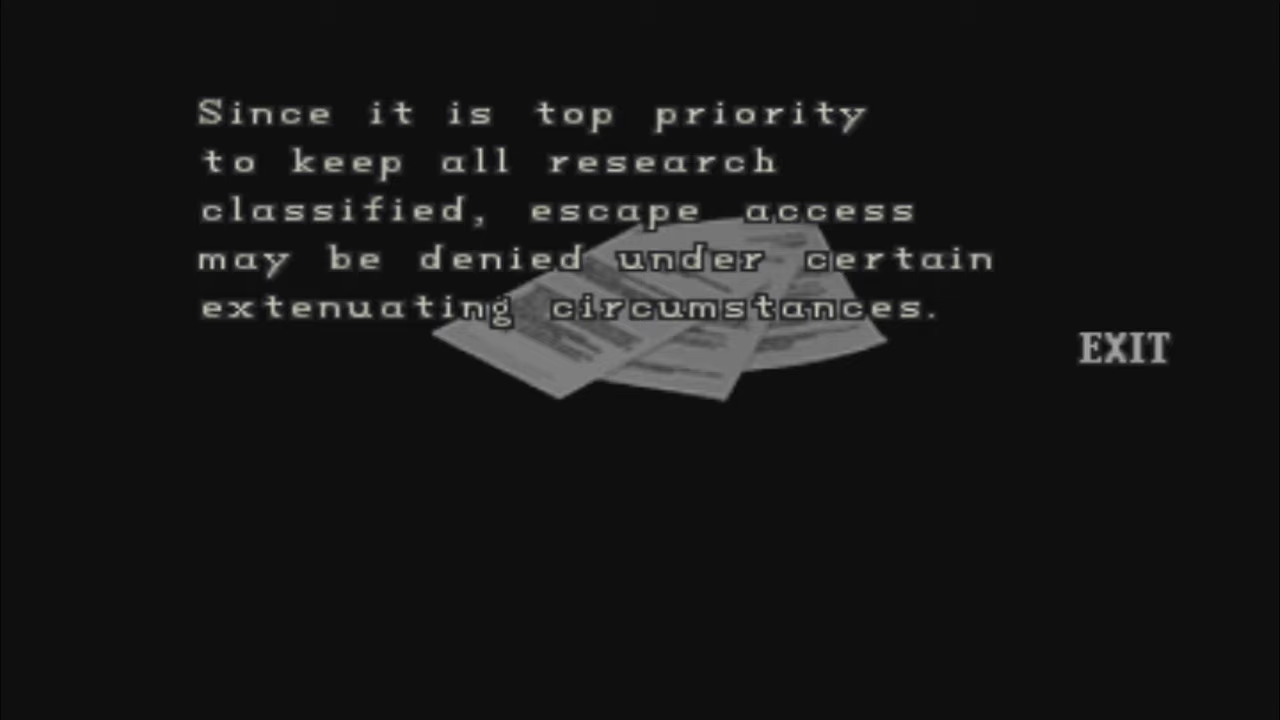 Since it is top priority
to keep all research
classified, escape access
may be denied under certain
extenuating circumstances.
EXIT